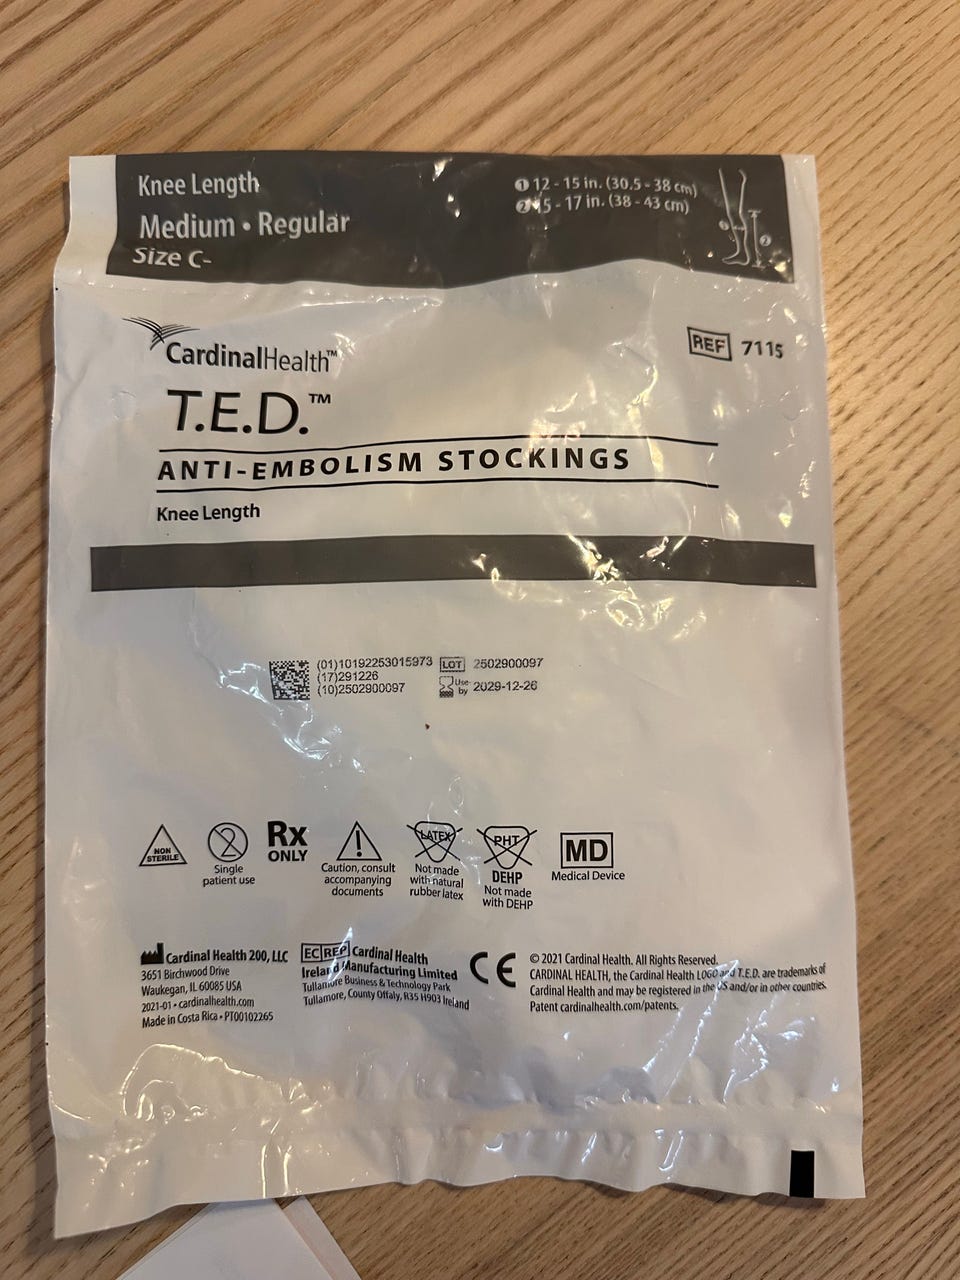 Knee Length
Medium • Regular
Size C-
1 12 - 15 in. (30.5 - 38 cm)
2 15 - 17 in. (38 - 43 cm)
1
2
CardinalHealth™
REF 7115
T.E.D.™
ANTI-EMBOLISM STOCKINGS
Knee Length
(01)10192253015973 LOT 2502900097
(17)291226
Use by 2029-12-26
(10)2502900097
NON STERILE
2
Single patient use
Rx ONLY
!
Caution, consult accompanying documents
LATEX
Not made with natural rubber latex
PHT
DEHP
Not made with DEHP
MD
Medical Device
Cardinal Health 200, LLC
3651 Birchwood Drive
Waukegan, IL 60085 USA
2021-01 • cardinalhealth.com
Made in Costa Rica • PT00102265
EC REP Cardinal Health
Ireland Manufacturing Limited
Tullamore Business & Technology Park
Tullamore, County Offaly, R35 H903 Ireland
CE
© 2021 Cardinal Health. All Rights Reserved.
CARDINAL HEALTH, the Cardinal Health LOGO and T.E.D. are trademarks of
Cardinal Health and may be registered in the US and/or in other countries.
Patent cardinalhealth.com/patents.